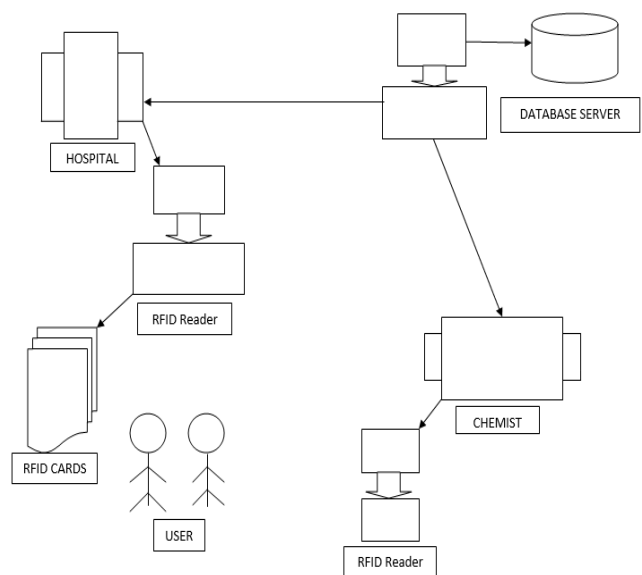 DATABASE SERVER
HOSPITAL
RFID Reader
CHEMIST
RFID CARDS
USER
RFID Reader